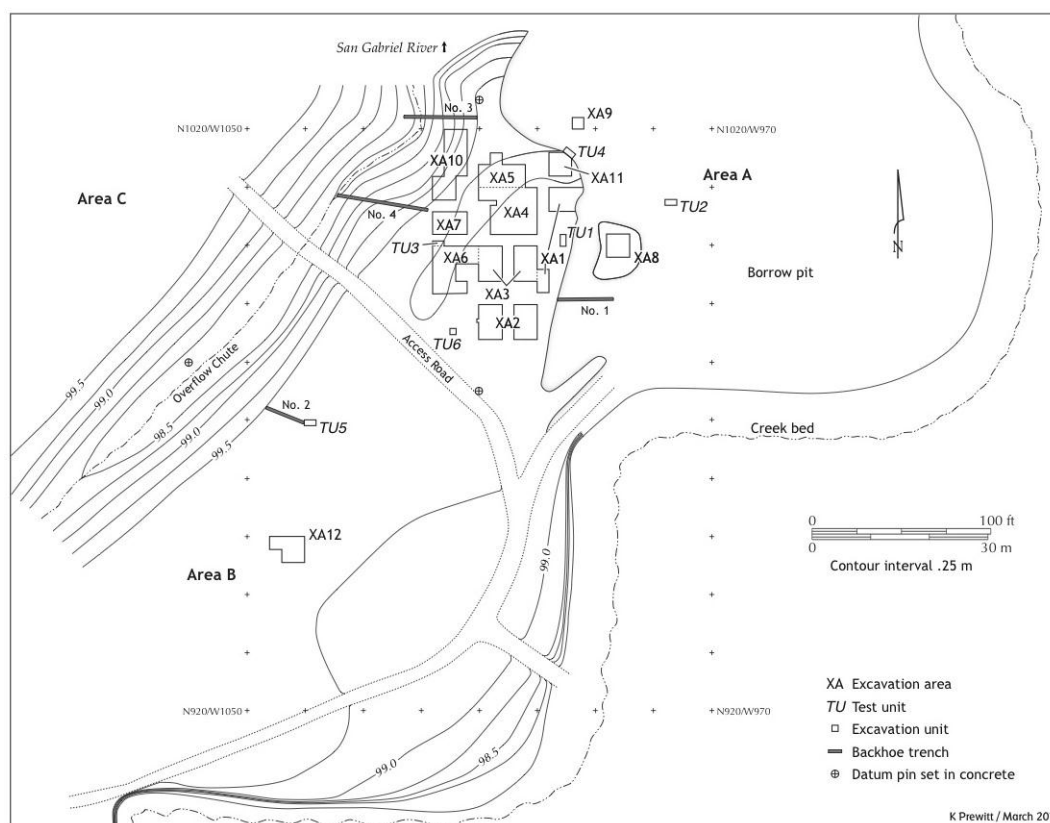 San Gabriel River
No. 3
XA9
N1020/W1050
N1020/W970
TU4
XA10
XA5
XA11
Area A
Area C
TU2
No. 4
XA7
XA4
TU1
TU3
XA6
XA1
XA8
N
Borrow pit
XA3
No. 1
XA2
TU6
Access Road
Overflow Chute
99.5
99.0
98.5
99.0
99.5
No. 2
TU5
Creek bed
0 100 ft
0 30 m
Contour interval .25 m
XA12
Area B
99.0
N920/W1050
N920/W970
98.5
99.0
XA Excavation area
TU Test unit
Excavation unit
Backhoe trench
Datum pin set in concrete
K Prewitt / March 20